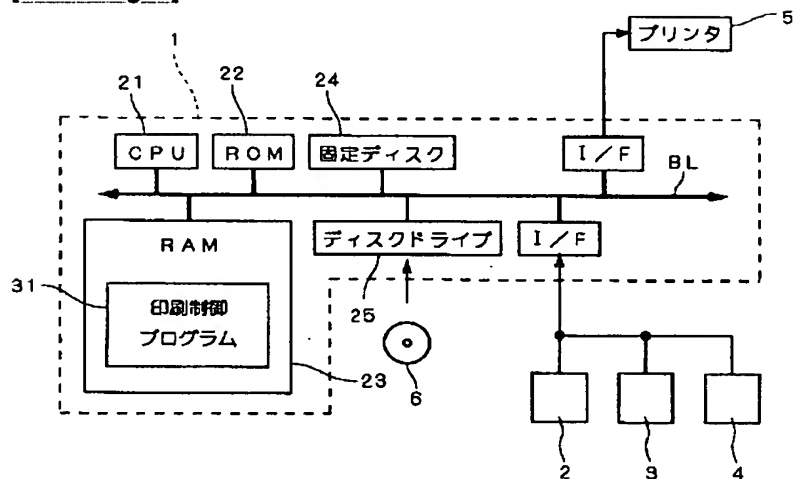 5
プリンタ
1
21
22
24
CPU
ROM
固定ディスク
I/F
BL
RAM
ディスクドライブ
I/F
31
印刷制御
プログラム
25
23
6
2
3
4